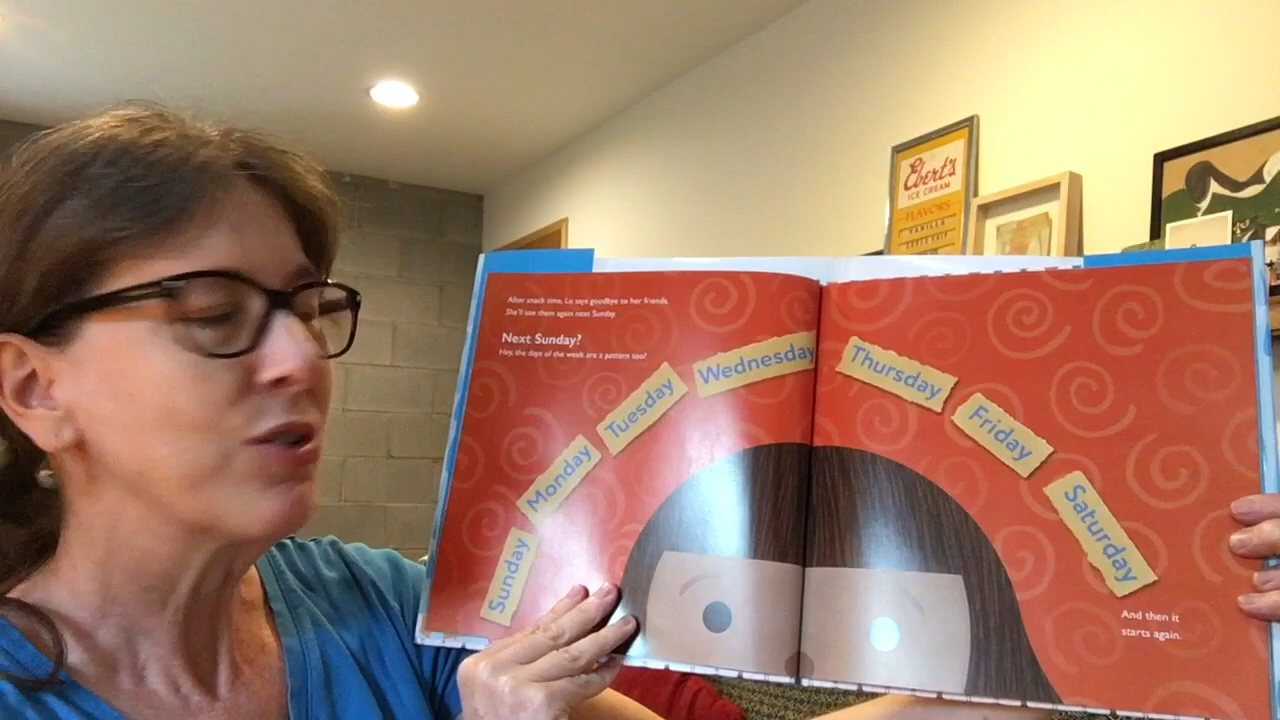 Ebert's
ICE CREAM
FLAVORS
VANILLA
After snack time, Lu says goodbye to her friends.
She'll see them again next Sunday.
Next Sunday?
Hey, the days of the week are a pattern too!
Sunday
Monday
Tuesday
Wednesday
Thursday
Friday
Saturday
And then it
starts again.